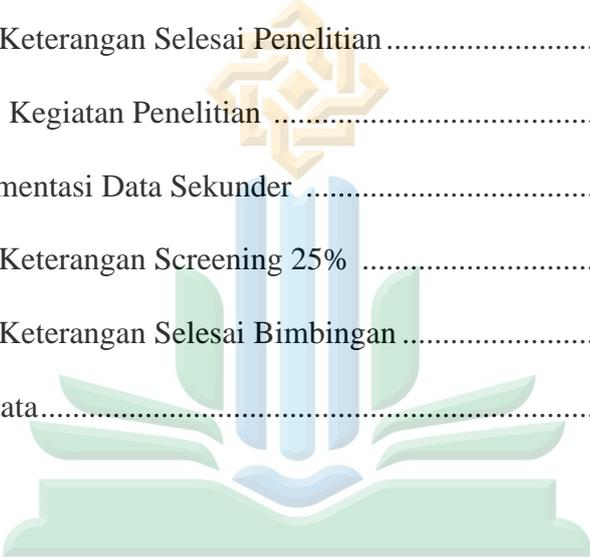 Keterangan Selesai Penelitian ............................
Kegiatan Penelitian ..........................................
mentasi Data Sekunder ......................................
Keterangan Screening 25% ..............................
Keterangan Selesai Bimbingan .........................
ata........................................................................